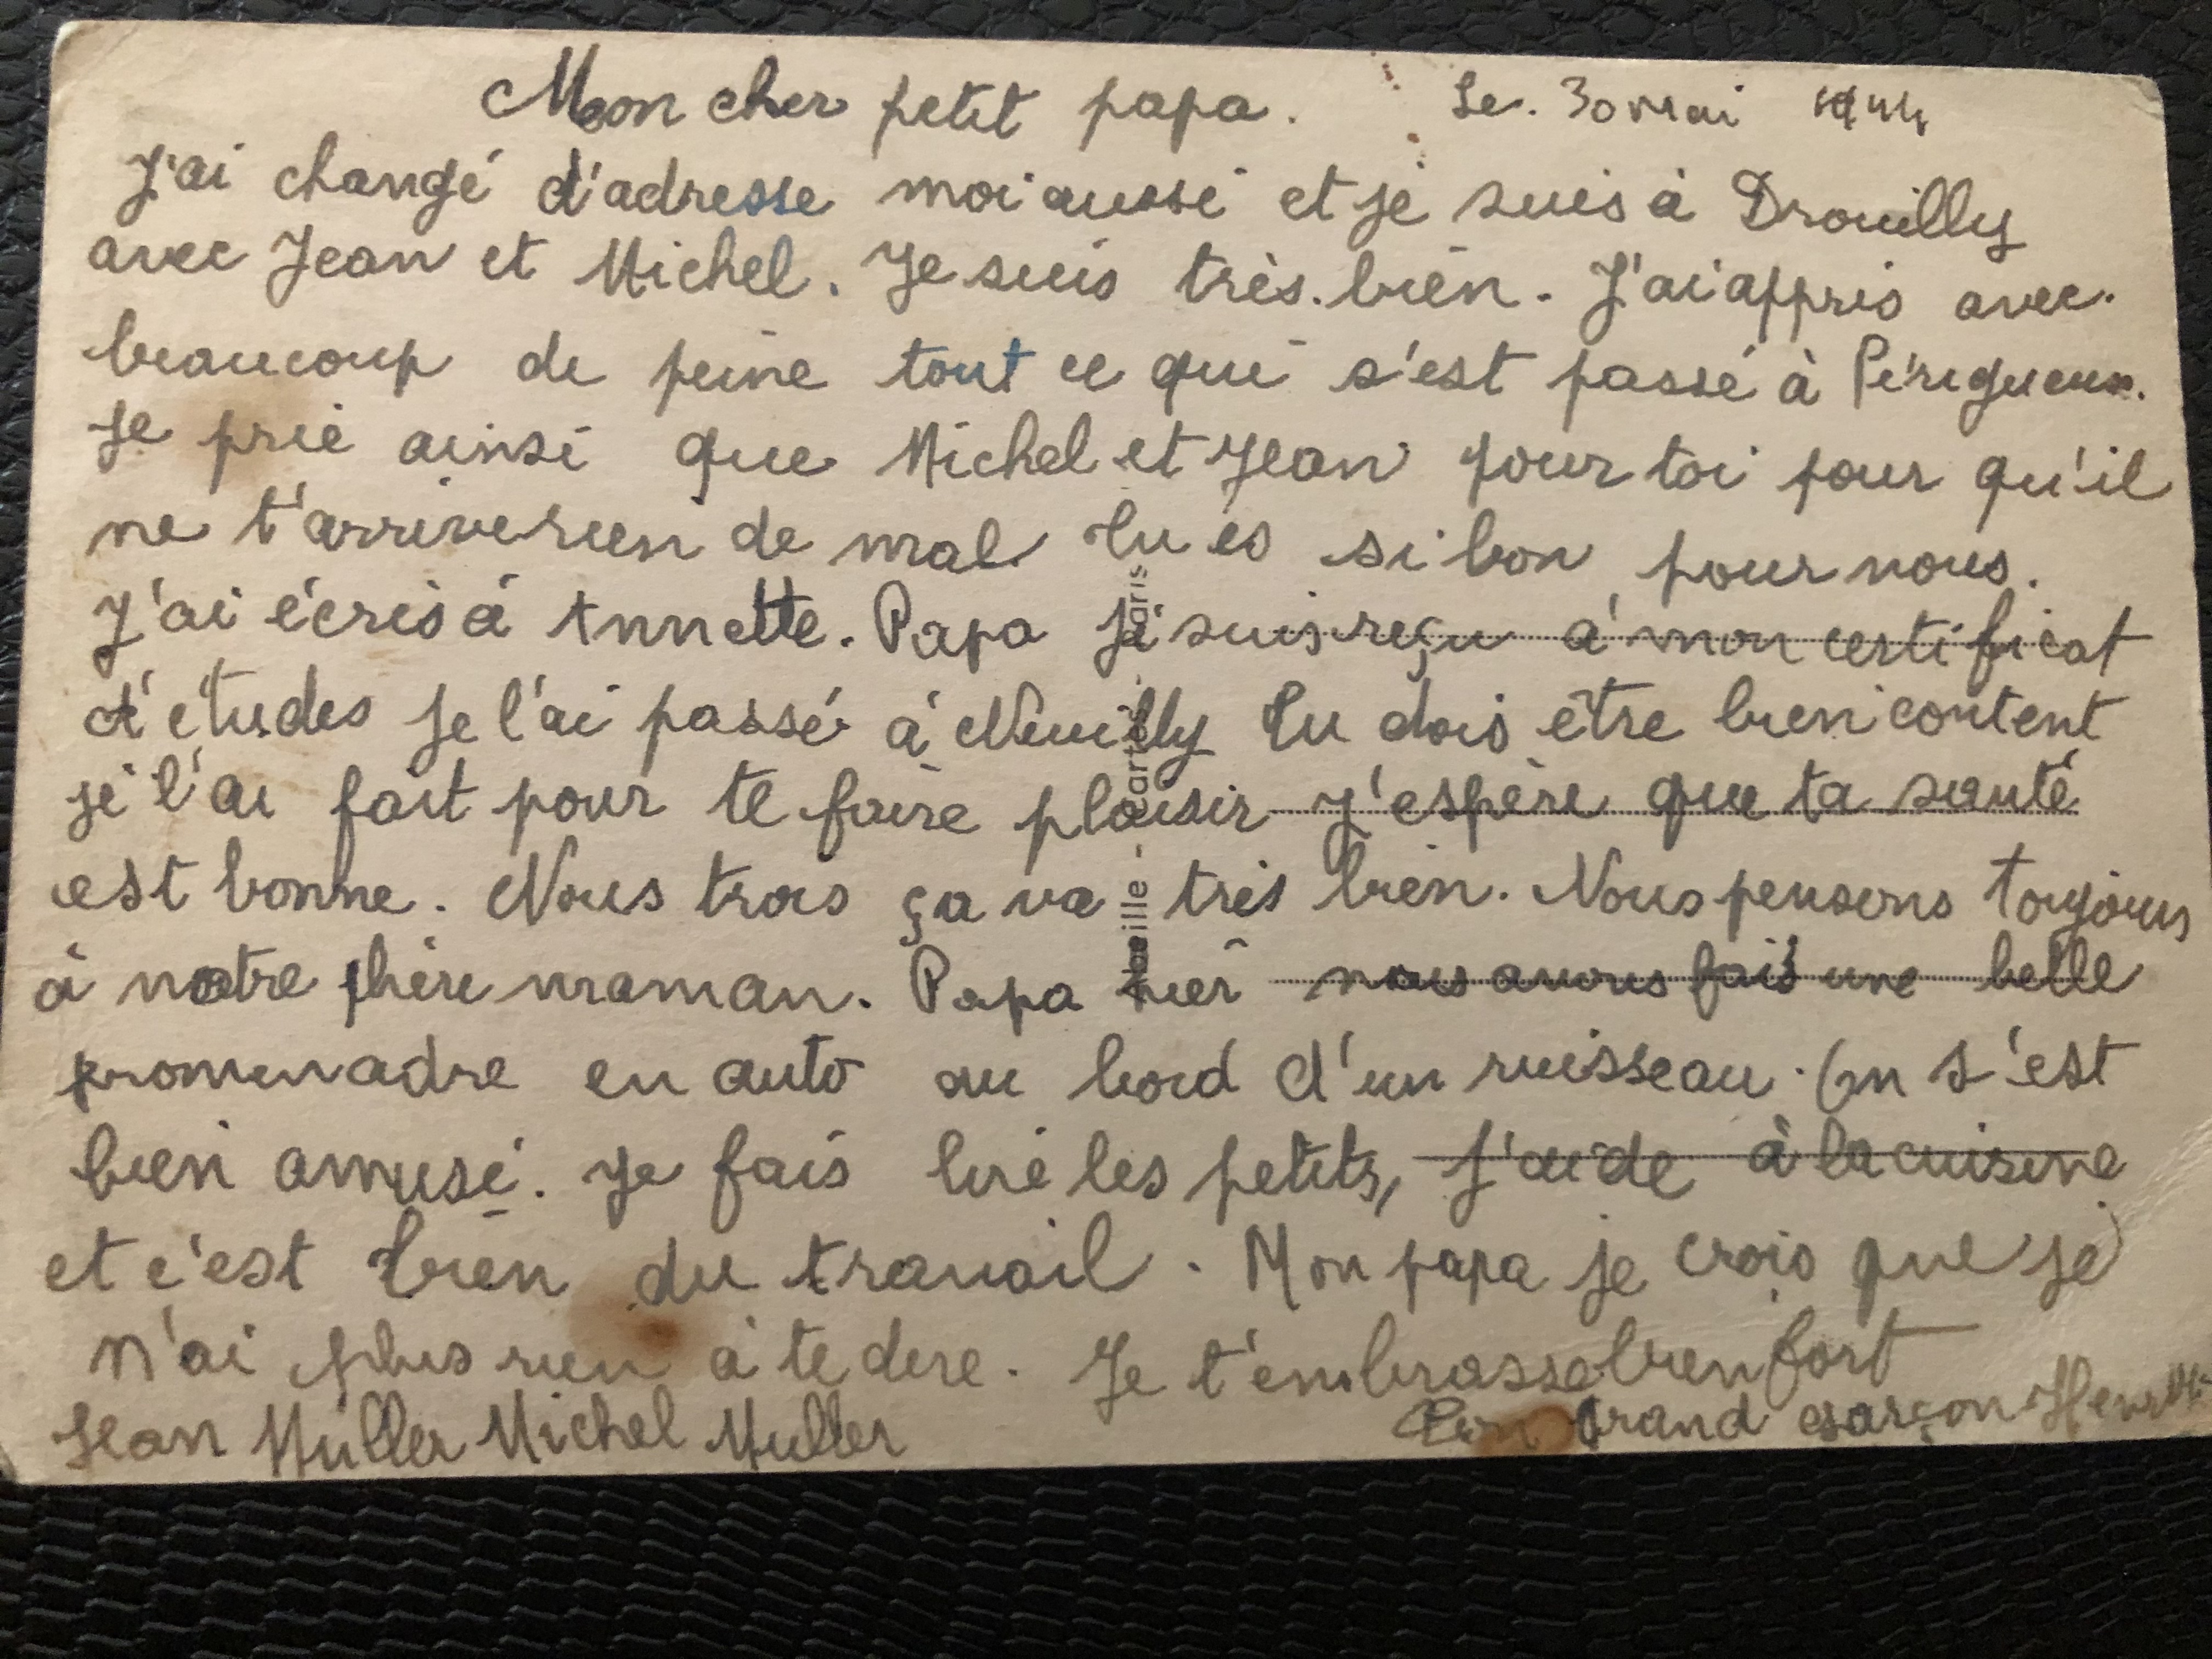 Mon cher petit papa. Le. 30 mai 1944
J'ai changé d'adresse moi aussi et je suis à Drouilly
avec Jean et Michel. Je suis très. bien. J'ai appris avec.
beaucoup de peine tout ce qui s'est passé à Périgueux.
Je prie ainsi que Michel et Jean pour toi pour qu'il
ne t'arrive rien de mal Tu es si bon pour nous.
J'ai écris à Annette. Papa je suis reçu à mon certificat
d'études je l'ai passé à Neuilly Tu dois être bien content
je l'ai fait pour te faire plaisir J'espère que ta santé
est bonne. Nous trois ça va très bien. Nous pensons toujours
à notre chère maman. Papa hier nous avons fait une belle
promenadre en auto au bord d'un ruisseau. On s'est
bien amusé. Je fais lire les petits, j'aide à la cuisine
et c'est bien du travail. Mon papa je crois que je
n'ai plus rien à te dire. Je t'embrasse bien fort
Jean Müller Michel Muller Ton grand garçon